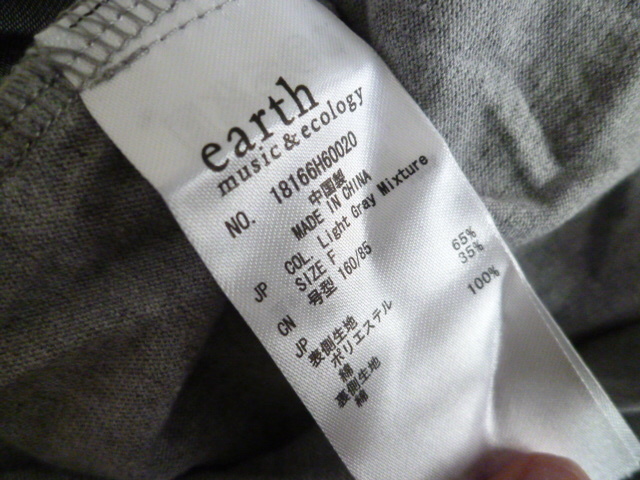 earth
music & ecology
NO. 18166H60020
中国製
MADE IN CHINA
COL. Light Gray Mixture
JP SIZE F
CN 号型 160/85
JP
表側生地
ポリエステル 65%
綿 35%
裏側生地
綿 100%